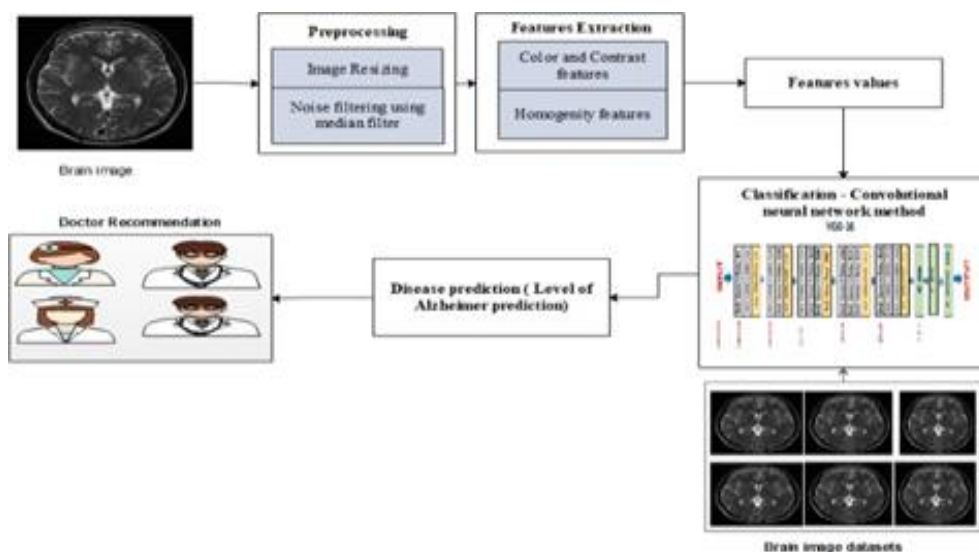 Brain image
Preprocessing
Image Resizing
Noise filtering using
median filter
Features Extraction
Color and Contrast
features
Homogenity features
Features values
Classification - Convolutional
neural network method
Disease prediction ( Level of
Alzheimer prediction)
Doctor Recommendation
Brain image datasets